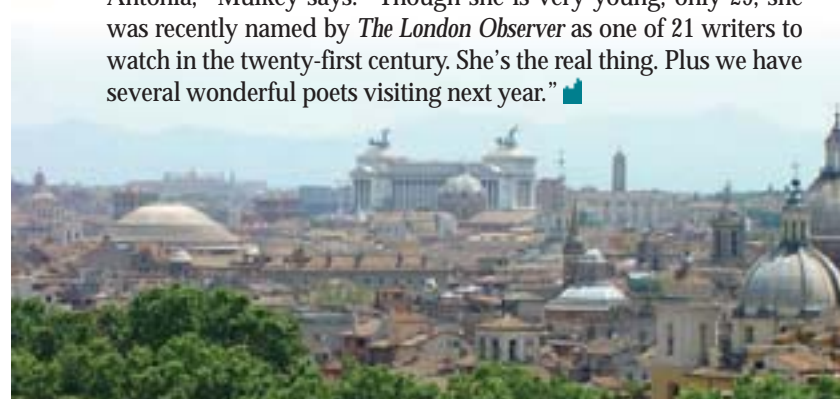 Antonia,” Mulkey says. “Though she is very young, only 25, she
was recently named by The London Observer as one of 21 writers to
watch in the twenty-first century. She’s the real thing. Plus we have
several wonderful poets visiting next year.”